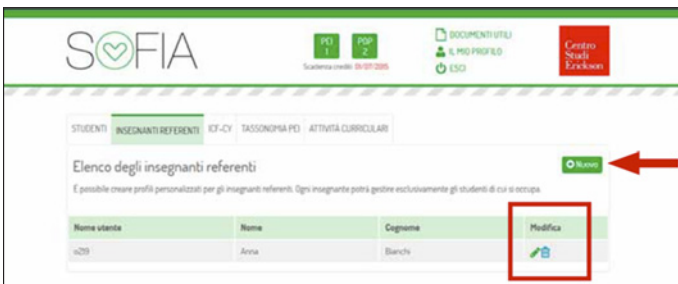 SOFIA
PEI
1
PDP
2
Scadenza crediti: 01/07/2015
DOCUMENTI UTILI
IL MIO PROFILO
ESCI
Centro
Studi
Erickson
STUDENTI INSEGNANTI REFERENTI ICF-CY TASSONOMIA PEI ATTIVITÀ CURRICULARI
Elenco degli insegnanti referenti
Nuovo
È possibile creare profili personalizzati per gli insegnanti referenti. Ogni insegnante potrà gestire esclusivamente gli studenti di cui si occupa.
Nome utente Nome Cognome Modifica
Anna Bianchi